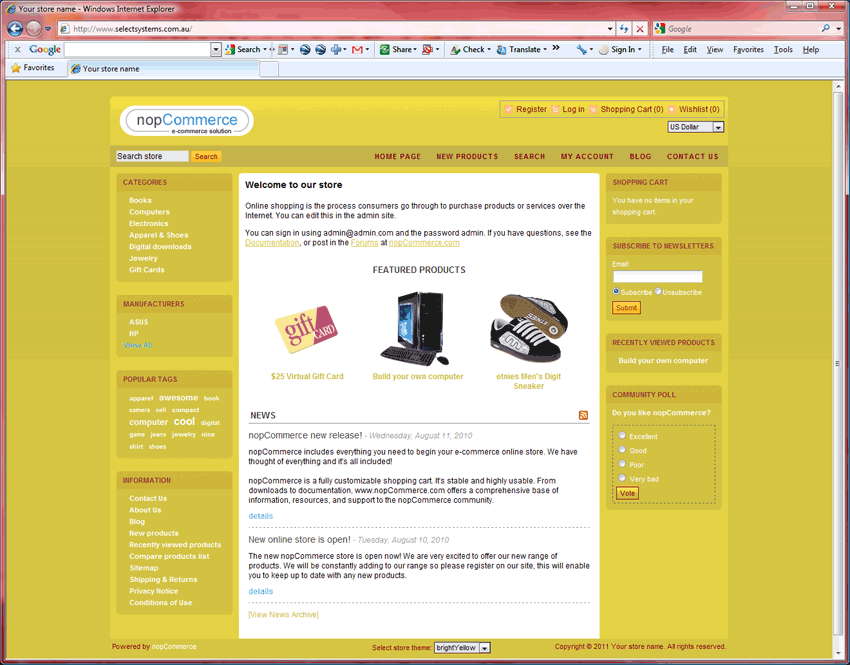 Your store name - Windows Internet Explorer
http://www.selectsystems.com.au/
Google
Google
Search
Share
Check
Translate
Sign In
File Edit View Favorites Tools Help
Favorites
Your store name
nopCommerce
e-commerce solution
Register Log in Shopping Cart (0) Wishlist (0)
US Dollar
Search store
Search
HOME PAGE NEW PRODUCTS SEARCH MY ACCOUNT BLOG CONTACT US
CATEGORIES
Books
Computers
Electronics
Apparel & Shoes
Digital downloads
Jewelry
Gift Cards
MANUFACTURERS
ASUS
HP
View All
POPULAR TAGS
apparel awesome book
camera cell compact
computer cool digital
game jeans jewelry nice
shirt shoes
INFORMATION
Contact Us
About Us
Blog
New products
Recently viewed products
Compare products list
Sitemap
Shipping & Returns
Privacy Notice
Conditions of Use
Welcome to our store
Online shopping is the process consumers go through to purchase products or services over the
Internet. You can edit this in the admin site.
You can sign in using admin@admin.com and the password admin. If you have questions, see the
Documentation, or post in the Forums at nopCommerce.com
FEATURED PRODUCTS
gift
CARD
ETNIES
$25 Virtual Gift Card
Build your own computer
etnies Men's Digit
Sneaker
NEWS
nopCommerce new release! - Wednesday, August 11, 2010
nopCommerce includes everything you need to begin your e-commerce online store. We have
thought of everything and it's all included!
nopCommerce is a fully customizable shopping cart. It's stable and highly usable. From
downloads to documentation, www.nopCommerce.com offers a comprehensive base of
information, resources, and support to the nopCommerce community.
details
New online store is open! - Tuesday, August 10, 2010
The new nopCommerce store is open now! We are very excited to offer our new range of
products. We will be constantly adding to our range so please register on our site, this will enable
you to keep up to date with any new products.
details
[View News Archive]
SHOPPING CART
You have no items in your
shopping cart.
SUBSCRIBE TO NEWSLETTERS
Email:
Subscribe Unsubscribe
Submit
RECENTLY VIEWED PRODUCTS
Build your own computer
COMMUNITY POLL
Do you like nopCommerce?
Excellent
Good
Poor
Very bad
Vote
Powered by nopCommerce
Select store theme: brightYellow
Copyright © 2011 Your store name. All rights reserved.